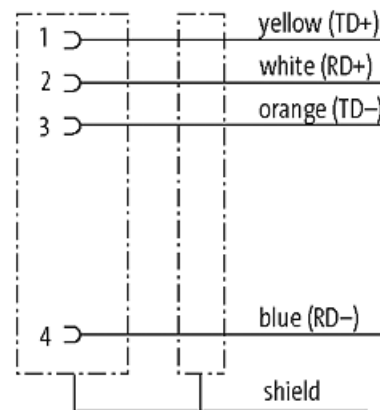 1 yellow (TD+)
2 white (RD+)
3 orange (TD–)
4 blue (RD–)
shield